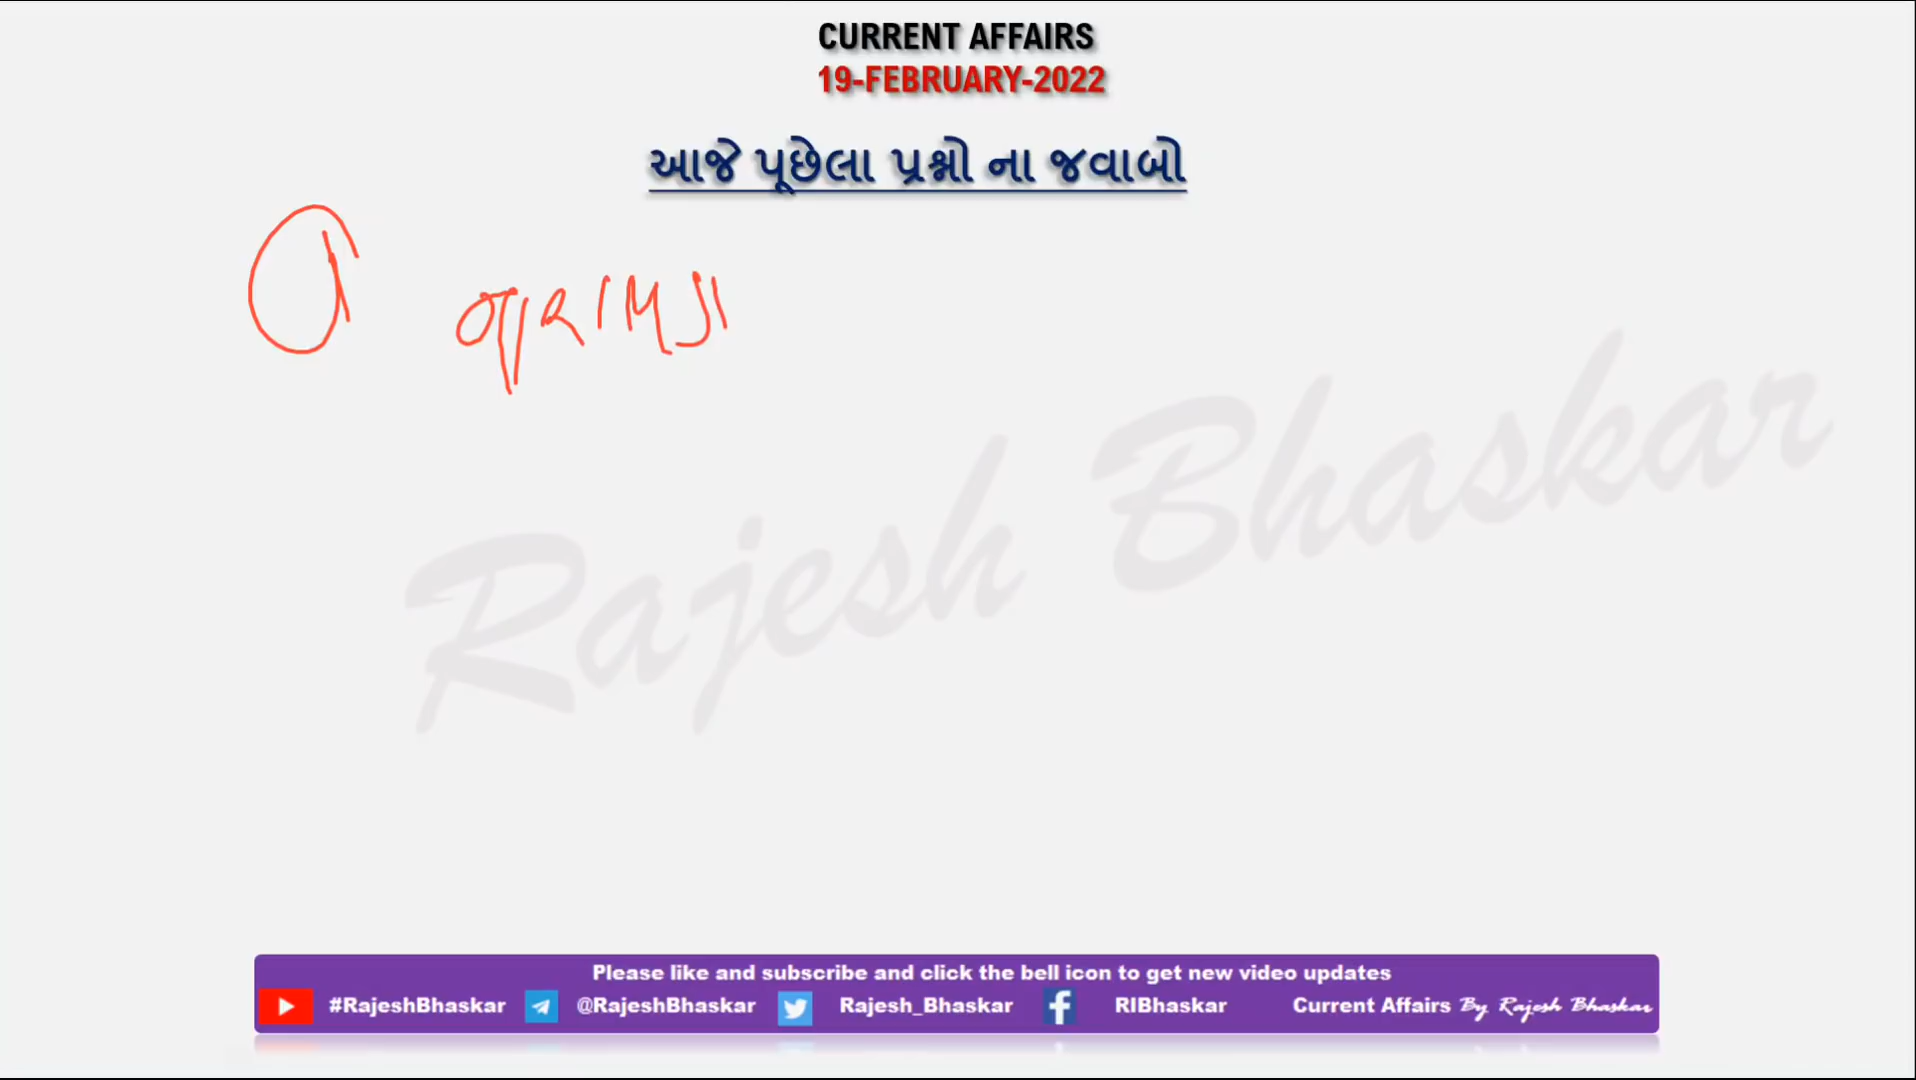 CURRENT AFFAIRS
19-FEBRUARY-2022
આજે પૂછેલા પ્રશ્નો ના જવાબો
Rajesh Bhaskar
Please like and subscribe and click the bell icon to get new video updates
#RajeshBhaskar @RajeshBhaskar Rajesh_Bhaskar RIBhaskar Current Affairs By Rajesh Bhaskar